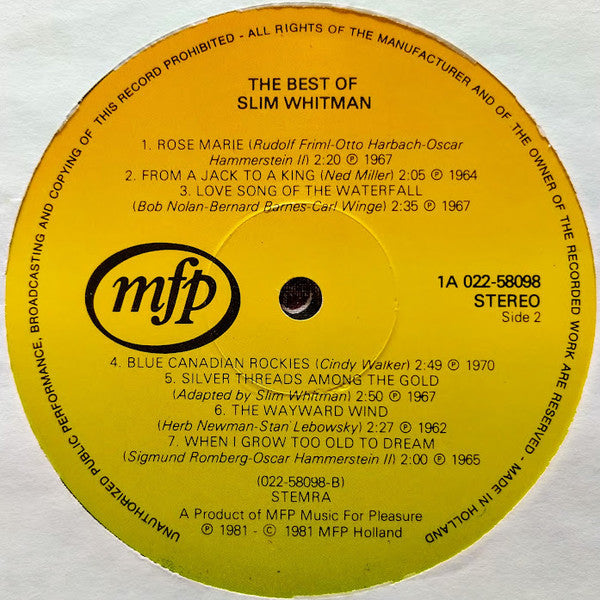 UNAUTHORIZED PUBLIC PERFORMANCE, BROADCASTING AND COPYING OF THIS RECORD PROHIBITED - ALL RIGHTS OF THE MANUFACTURER AND OF THE OWNER OF THE RECORDED WORK ARE RESERVED - MADE IN HOLLAND
THE BEST OF
SLIM WHITMAN
1. ROSE MARIE (Rudolf Friml-Otto Harbach-Oscar
Hammerstein II) 2:20 ℗ 1967
2. FROM A JACK TO A KING (Ned Miller) 2:05 ℗ 1964
3. LOVE SONG OF THE WATERFALL
(Bob Nolan-Bernard Barnes-Carl Winge) 2:35 ℗ 1967
mfp
1A 022-58098
STEREO
Side 2
4. BLUE CANADIAN ROCKIES (Cindy Walker) 2:49 ℗ 1970
5. SILVER THREADS AMONG THE GOLD
(Adapted by Slim Whitman) 2:50 ℗ 1967
6. THE WAYWARD WIND
(Herb Newman-Stan Lebowsky) 2:27 ℗ 1962
7. WHEN I GROW TOO OLD TO DREAM
(Sigmund Romberg-Oscar Hammerstein II) 2:00 ℗ 1965
(022-58098-B)
STEMRA
A Product of MFP Music For Pleasure
℗ 1981 - © 1981 MFP Holland